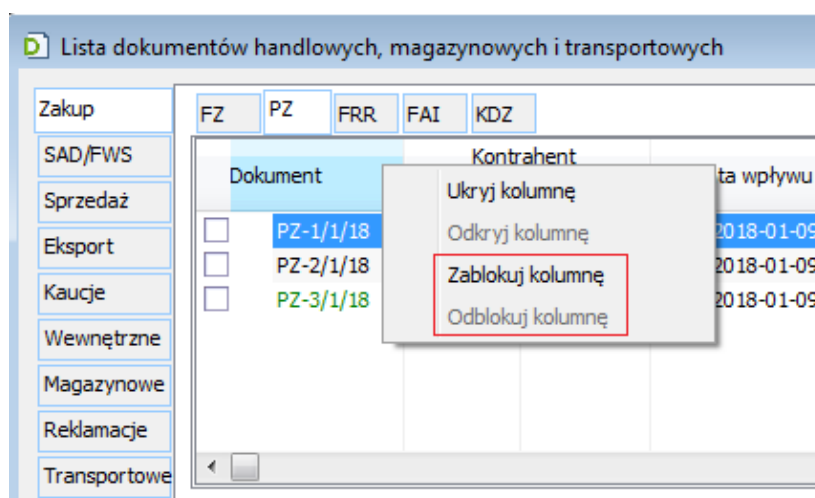 Lista dokumentów handlowych, magazynowych i transportowych
Zakup
SAD/FWS
Sprzedaż
Eksport
Kaucje
Wewnętrzne
Magazynowe
Reklamacje
Transportowe
FZ PZ FRR FAI KDZ
Dokument Kontrahent ta wpływu
PZ-1/1/18 2018-01-09
PZ-2/1/18 2018-01-09
PZ-3/1/18 2018-01-09
Ukryj kolumnę
Odkryj kolumnę
Zablokuj kolumnę
Odblokuj kolumnę